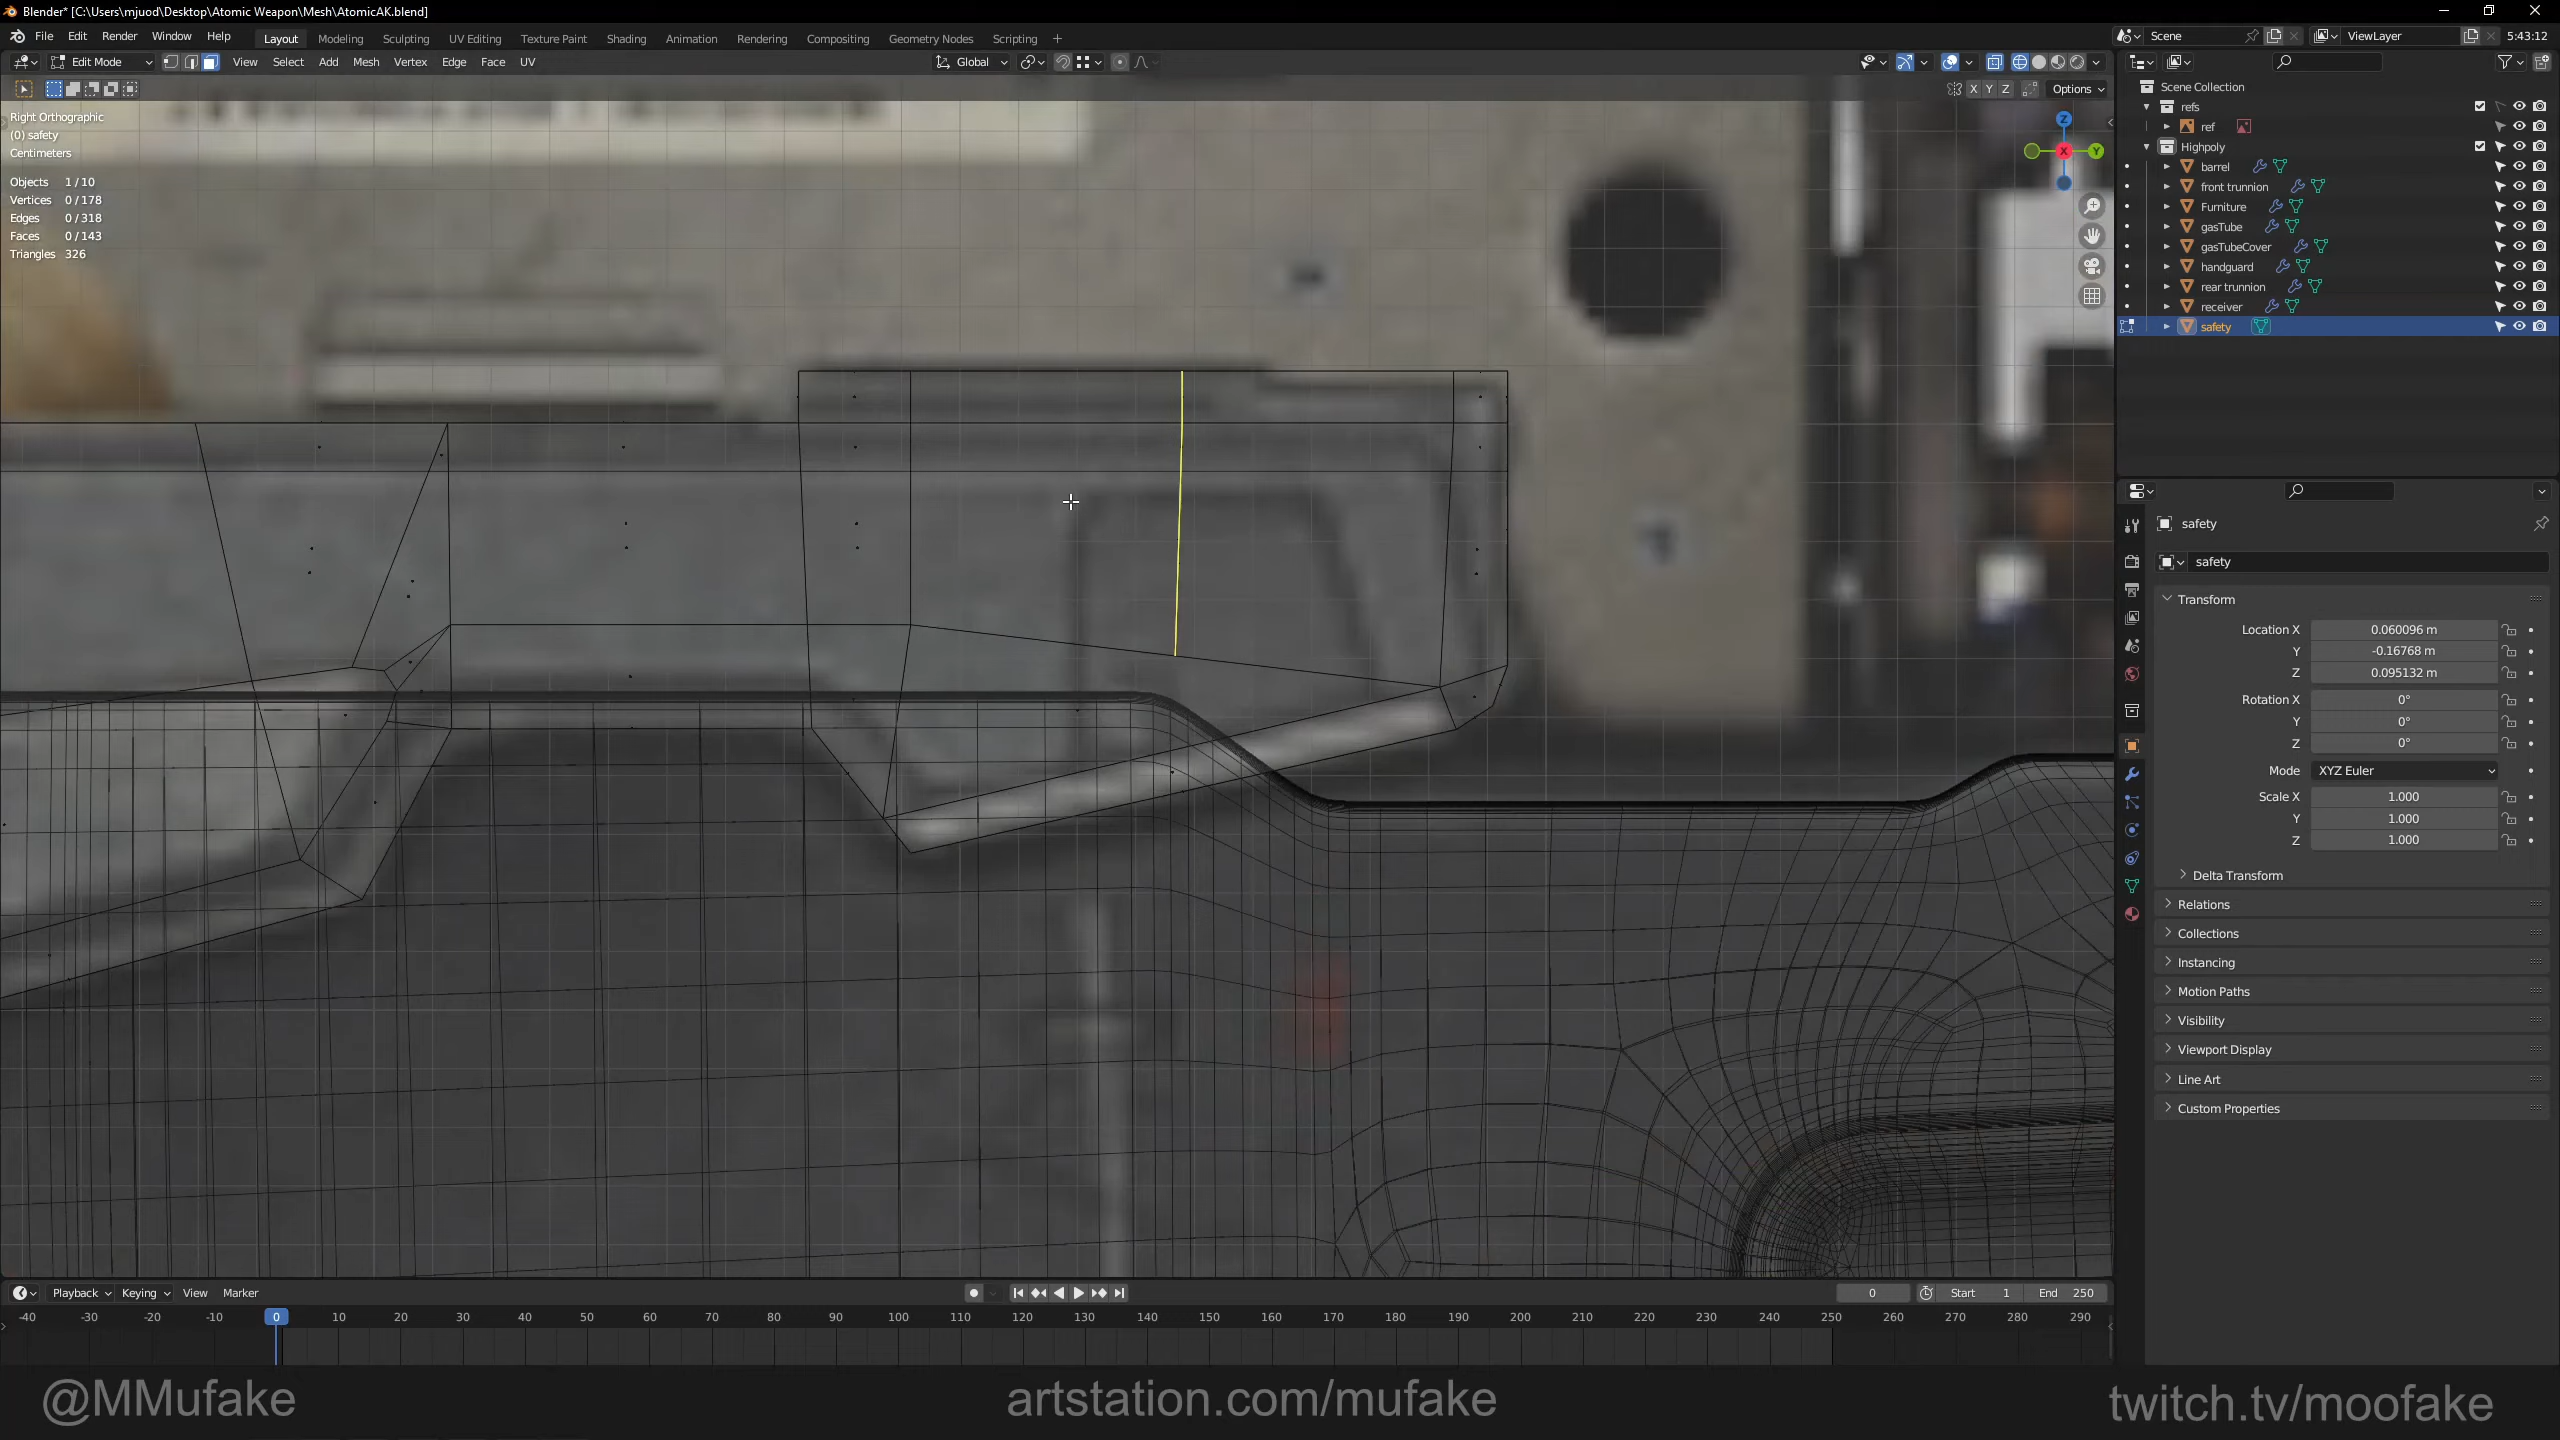 Blender* [C:\Users\mjuod\Desktop\Atomic Weapon\Mesh\AtomicAK.blend]
File Edit Render Window Help Layout Modeling Sculpting UV Editing Texture Paint Shading Animation Rendering Compositing Geometry Nodes Scripting + Scene ViewLayer 5:43:12
Edit Mode View Select Add Mesh Vertex Edge Face UV Global
X Y Z Options
Right Orthographic
(0) safety
Centimeters
Objects 1 / 10
Vertices 0 / 178
Edges 0 / 318
Faces 0 / 143
Triangles 326
Z
X
Y
Scene Collection
refs
ref
Highpoly
barrel
front trunnion
Furniture
gasTube
gasTubeCover
handguard
rear trunnion
receiver
safety
safety
safety
Transform
Location X 0.060096 m
Y -0.16768 m
Z 0.095132 m
Rotation X 0°
Y 0°
Z 0°
Mode XYZ Euler
Scale X 1.000
Y 1.000
Z 1.000
Delta Transform
Relations
Collections
Instancing
Motion Paths
Visibility
Viewport Display
Line Art
Custom Properties
Playback Keying View Marker 0 Start 1 End 250
-40 -30 -20 -10 0 10 20 30 40 50 60 70 80 90 100 110 120 130 140 150 160 170 180 190 200 210 220 230 240 250 260 270 280 290
@MMufake artstation.com/mufake twitch.tv/moofake